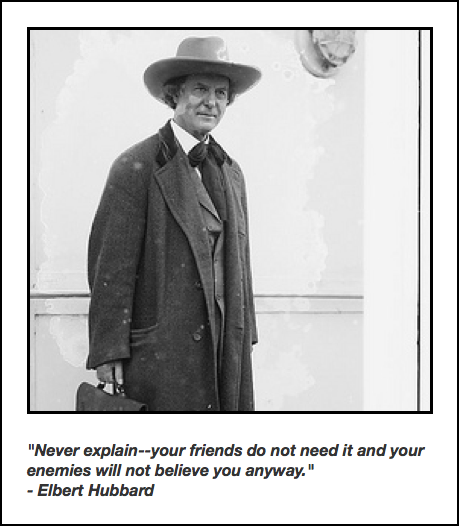 "Never explain--your friends do not need it and your
enemies will not believe you anyway."
- Elbert Hubbard